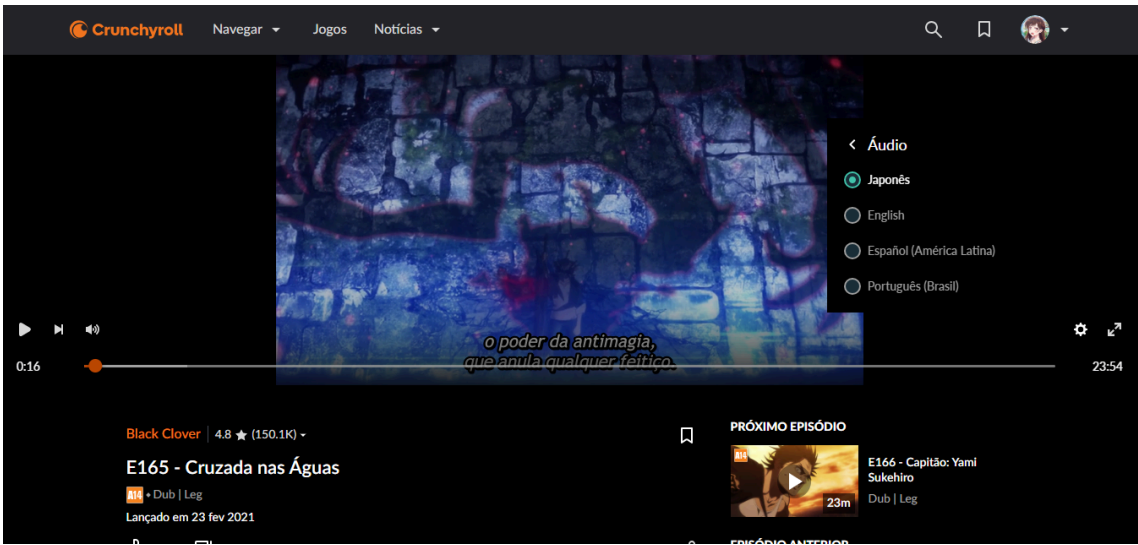 Crunchyroll
Navegar
Jogos
Notícias
Áudio
Japonês
English
Español (América Latina)
Português (Brasil)
o poder da antimagia,
que anula qualquer feitiço.
0:16
23:54
Black Clover
4.8 ★ (150.1K)
E165 - Cruzada nas Águas
A14 • Dub | Leg
Lançado em 23 fev 2021
PRÓXIMO EPISÓDIO
A14
23m
E166 - Capitão: Yami
Sukehiro
Dub | Leg
EPISÓDIO ANTERIOR